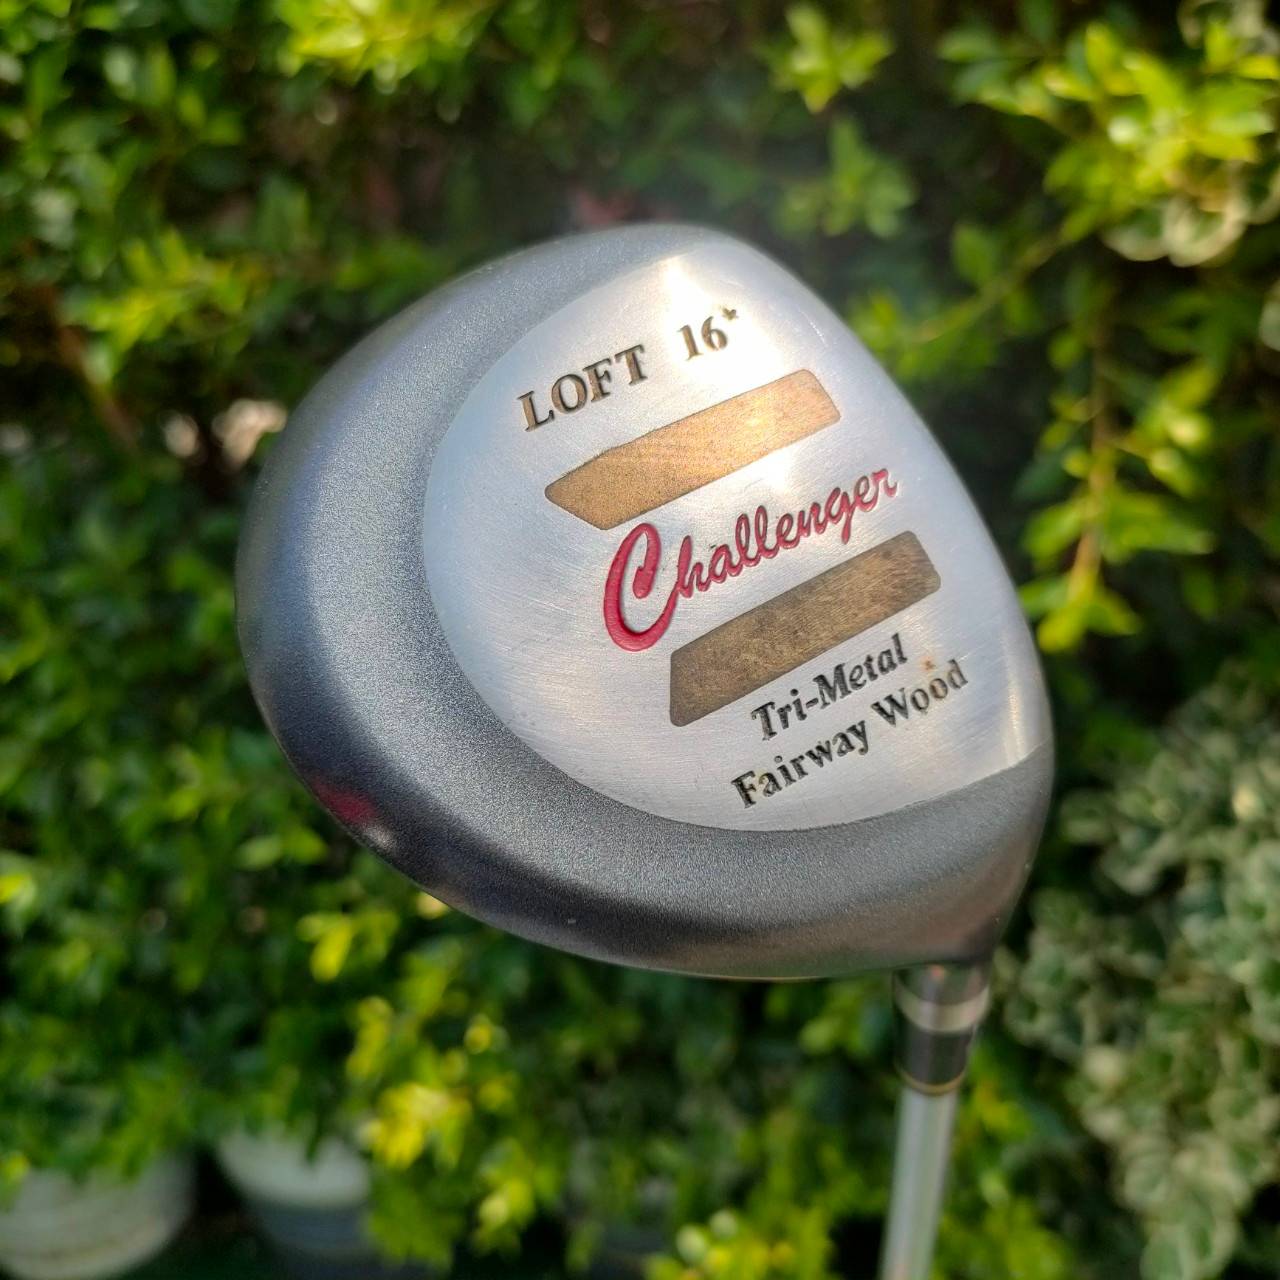 LOFT 16°
Challenger
Tri-Metal
Fairway Wood